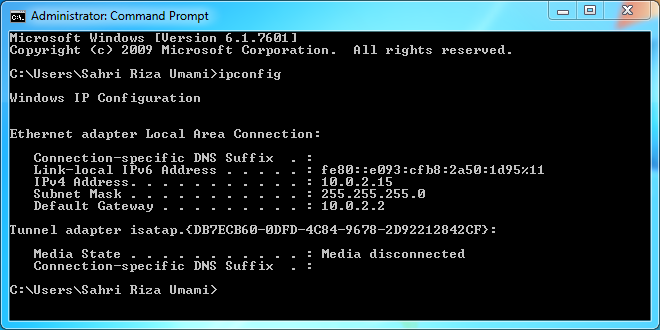 Administrator: Command Prompt
Microsoft Windows [Version 6.1.7601]
Copyright (c) 2009 Microsoft Corporation.  All rights reserved.
C:\Users\Sahri Riza Umami>ipconfig
Windows IP Configuration
Ethernet adapter Local Area Connection:
   Connection-specific DNS Suffix  . :
   Link-local IPv6 Address . . . . . : fe80::e093:cfb8:2a50:1d95%11
   IPv4 Address. . . . . . . . . . . : 10.0.2.15
   Subnet Mask . . . . . . . . . . . : 255.255.255.0
   Default Gateway . . . . . . . . . : 10.0.2.2
Tunnel adapter isatap.{DB7ECB60-0DFD-4C84-9678-2D92212842CF}:
   Media State . . . . . . . . . . . : Media disconnected
   Connection-specific DNS Suffix  . :
C:\Users\Sahri Riza Umami>